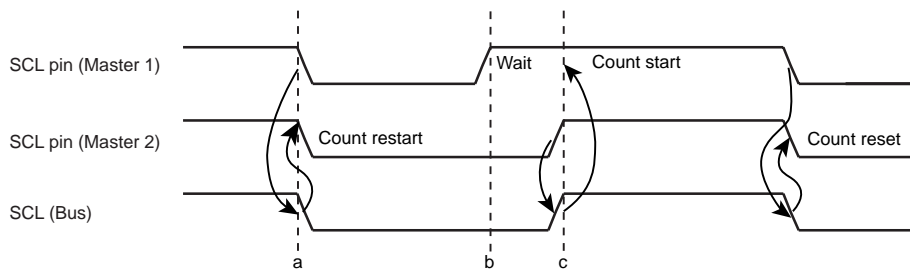 SCL pin (Master 1)
Wait
Count start
SCL pin (Master 2)
Count restart
Count reset
SCL (Bus)
a
b
c